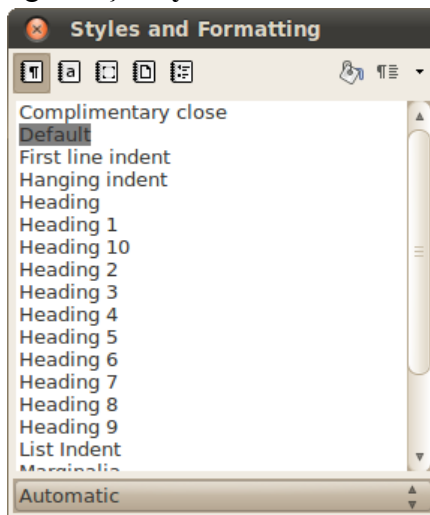 Styles and Formatting
Complimentary close
Default
First line indent
Hanging indent
Heading
Heading 1
Heading 10
Heading 2
Heading 3
Heading 4
Heading 5
Heading 6
Heading 7
Heading 8
Heading 9
List Indent
Marginalia
Automatic